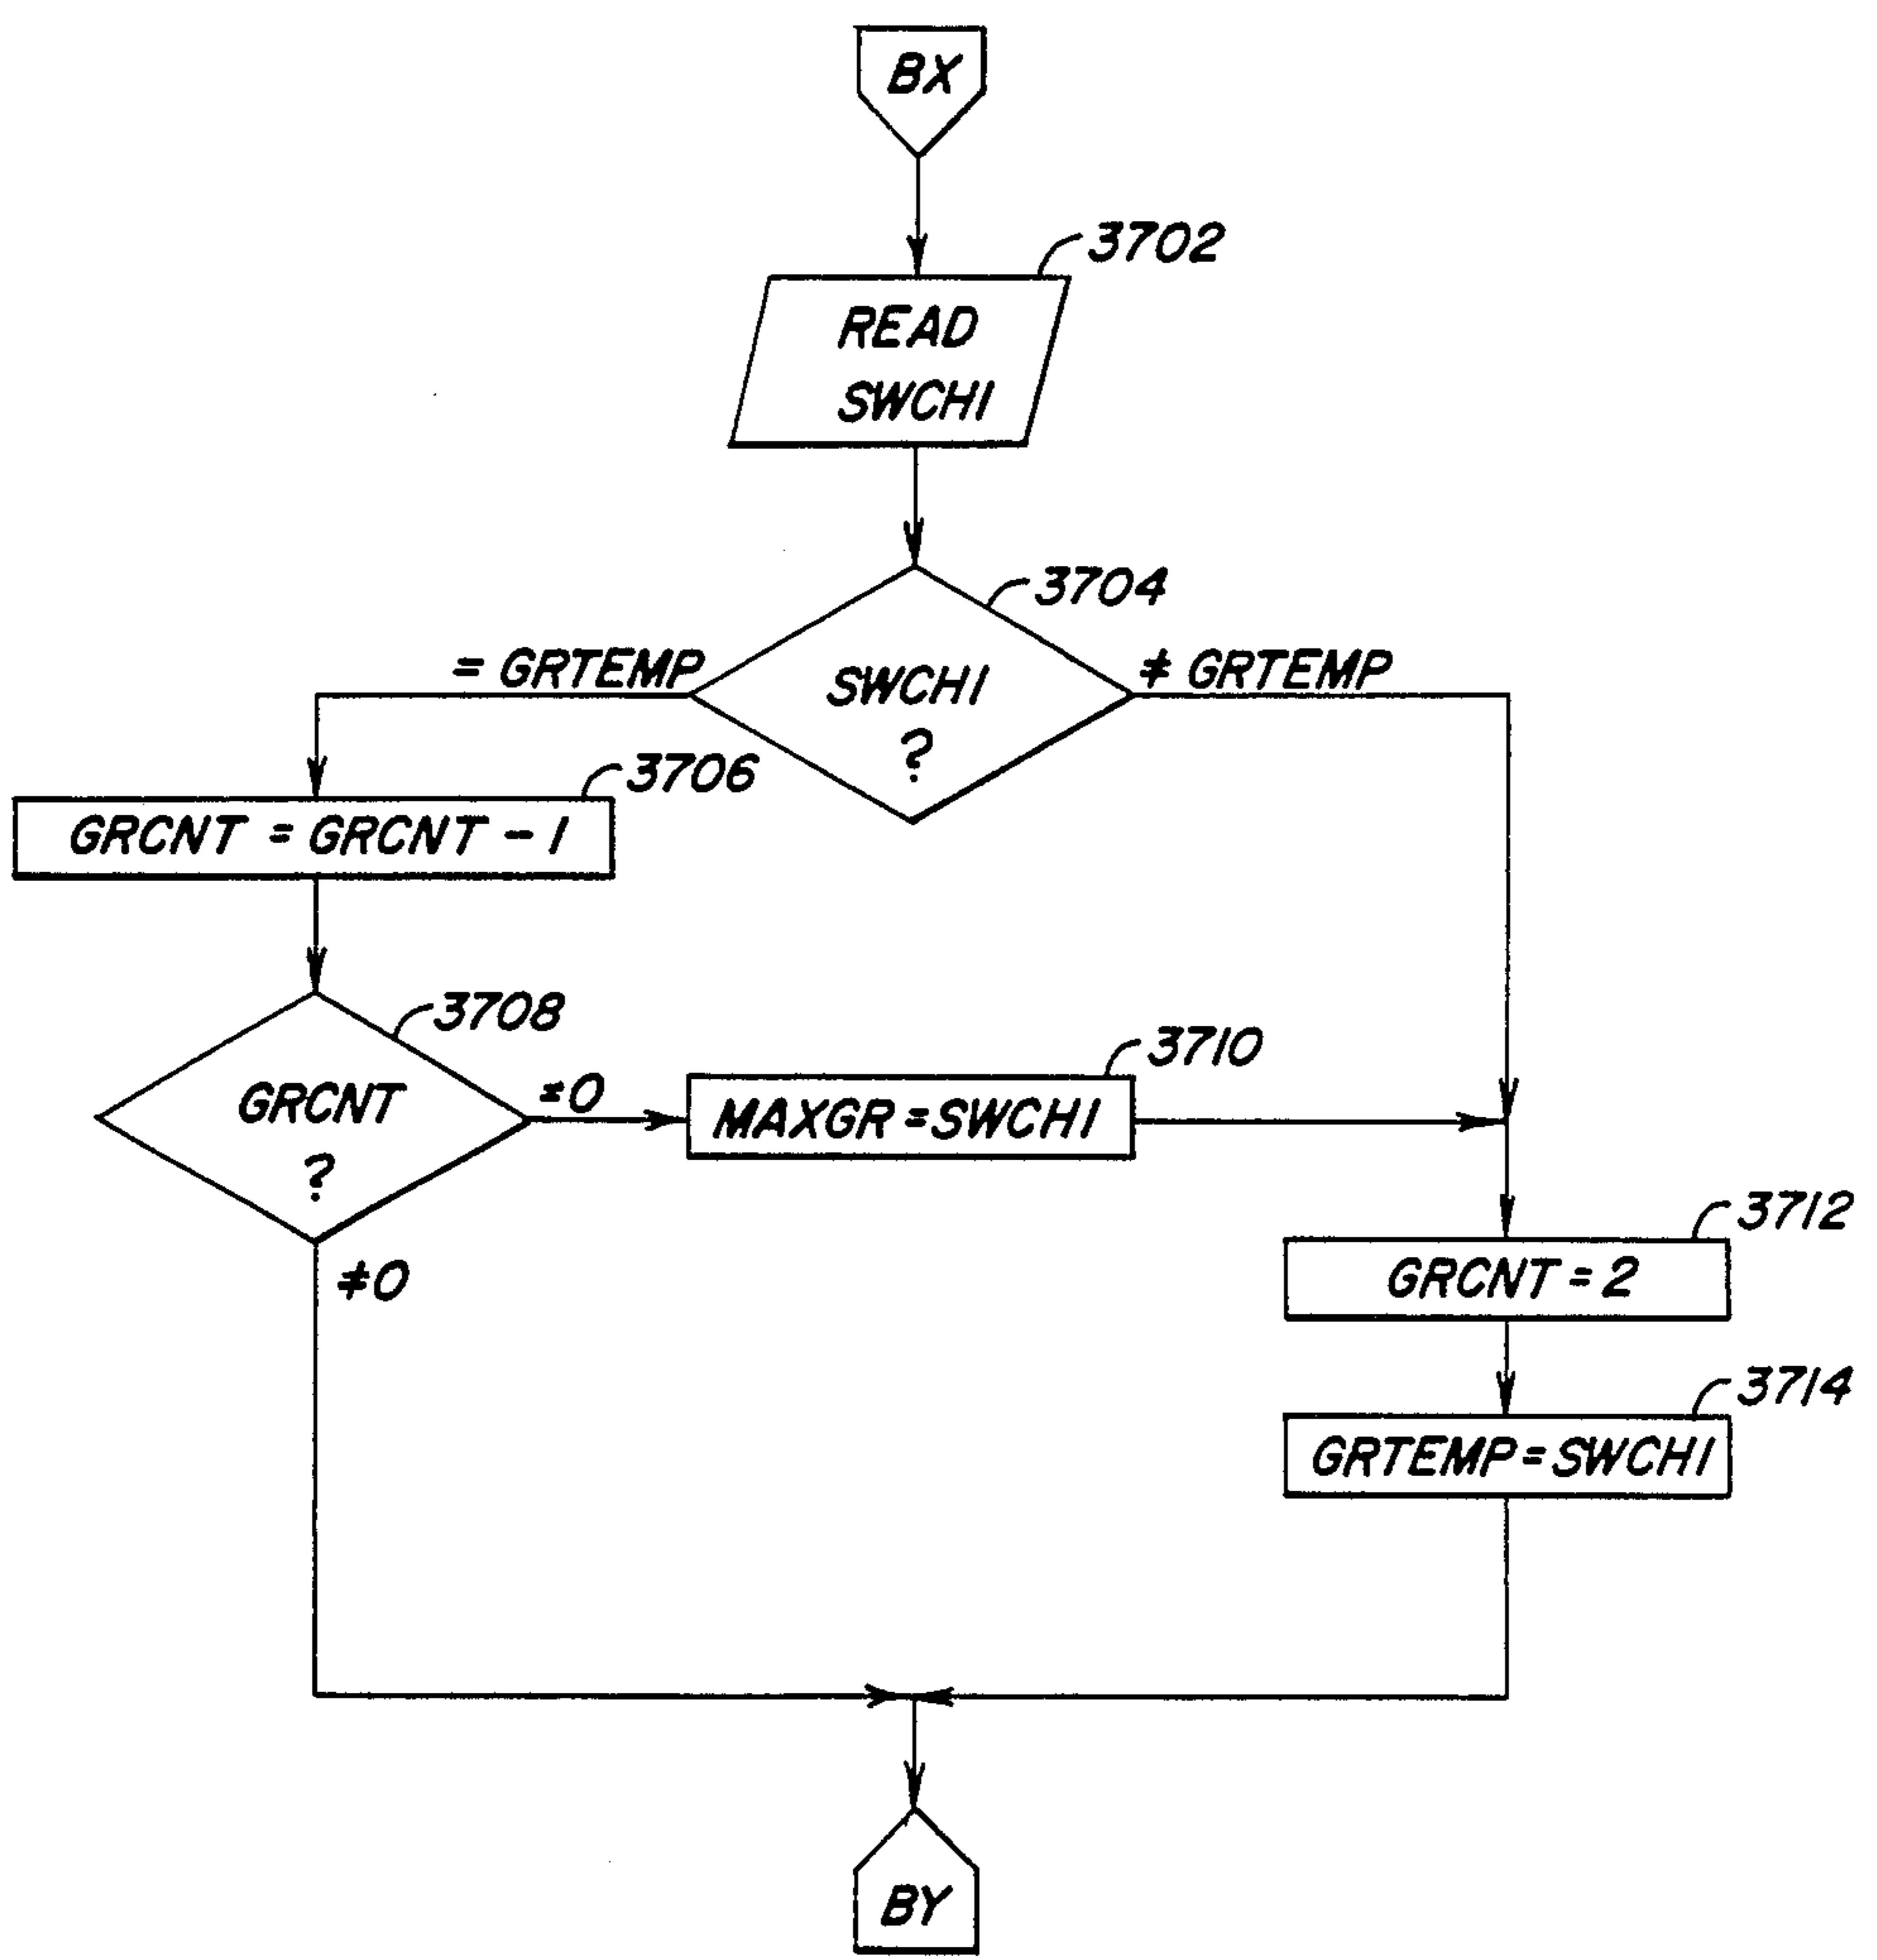 BX
3702
READ
SWCHI
3704
= GRTEMP
SWCHI
?
≠ GRTEMP
3706
GRCNT = GRCNT - 1
3708
GRCNT
?
=0
≠0
3710
MAXGR = SWCHI
3712
GRCNT = 2
3714
GRTEMP = SWCHI
BY